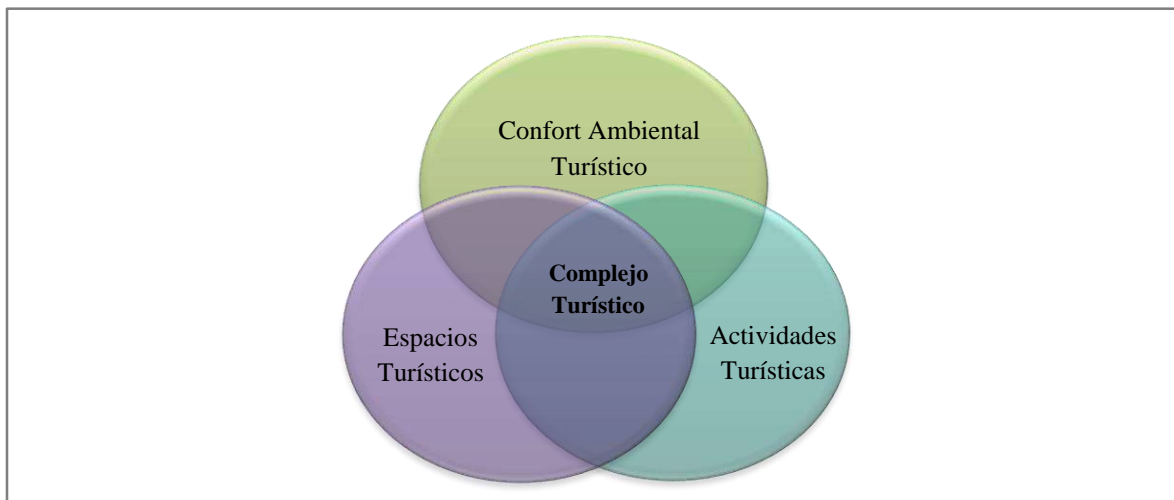 Confort Ambiental
Turístico
Complejo
Turístico
Espacios
Turísticos
Actividades
Turísticas